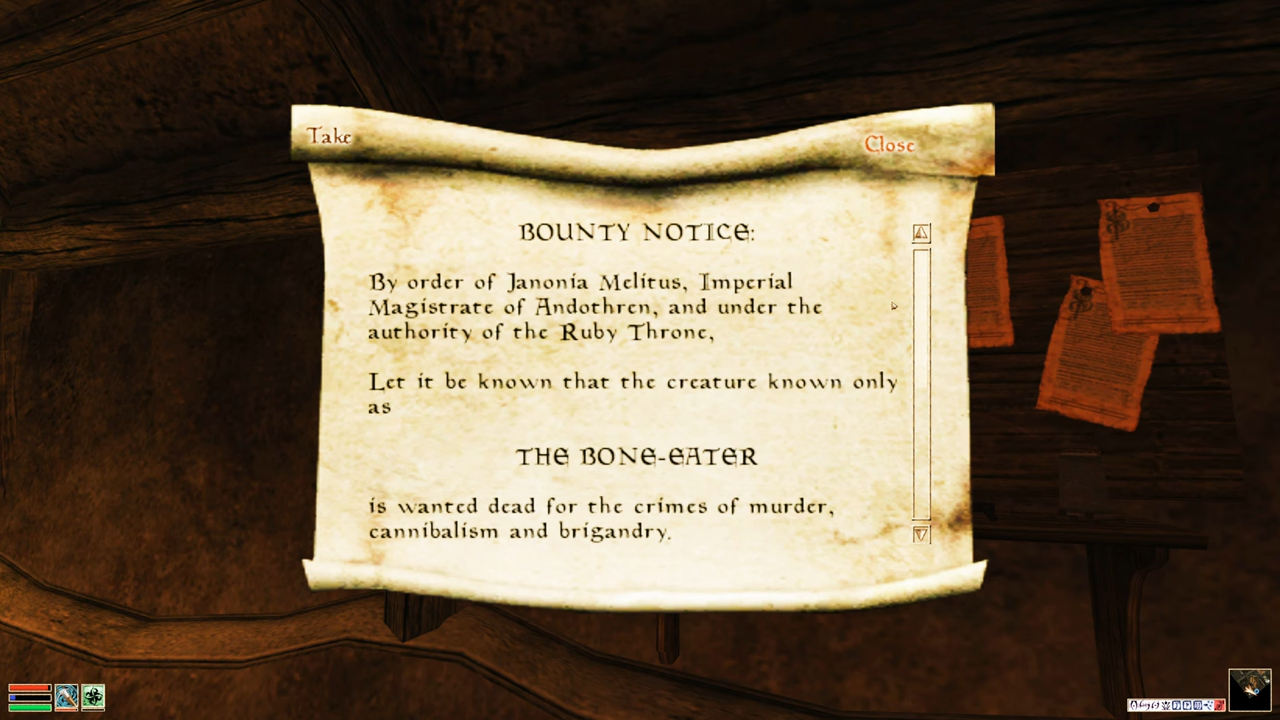 Take
Close
BOUNTY NOTICE:
By order of Janonia Melitus, Imperial
Magistrate of Andothren, and under the
authority of the Ruby Throne,
Let it be known that the creature known only
as
THE BONE-EATER
is wanted dead for the crimes of murder,
cannibalism and brigandry.